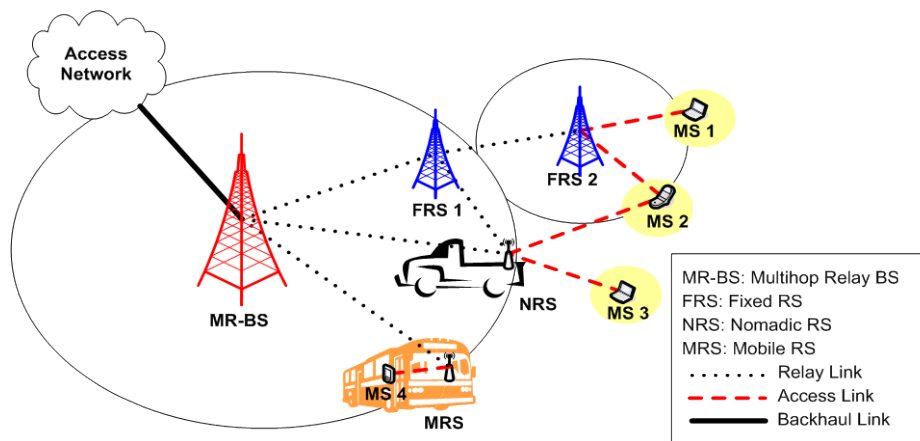 Access
Network
MR-BS
FRS 1
FRS 2
MS 1
MS 2
NRS
MS 3
MS 4
MRS
MR-BS: Multihop Relay BS
FRS: Fixed RS
NRS: Nomadic RS
MRS: Mobile RS
Relay Link
Access Link
Backhaul Link